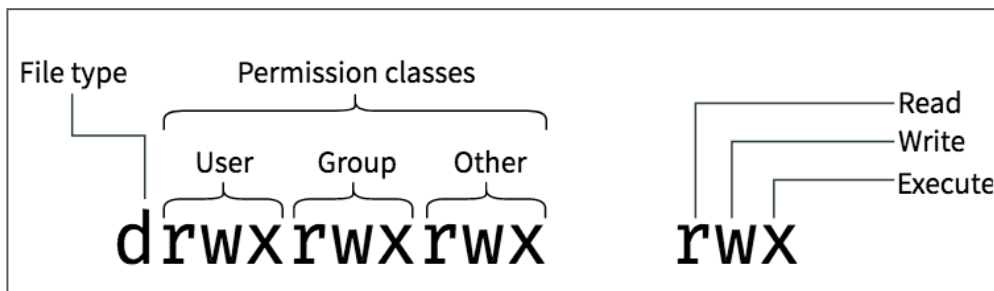 File type
Permission classes
User Group Other
drwxrwxrwx
Read
Write
Execute
rwx